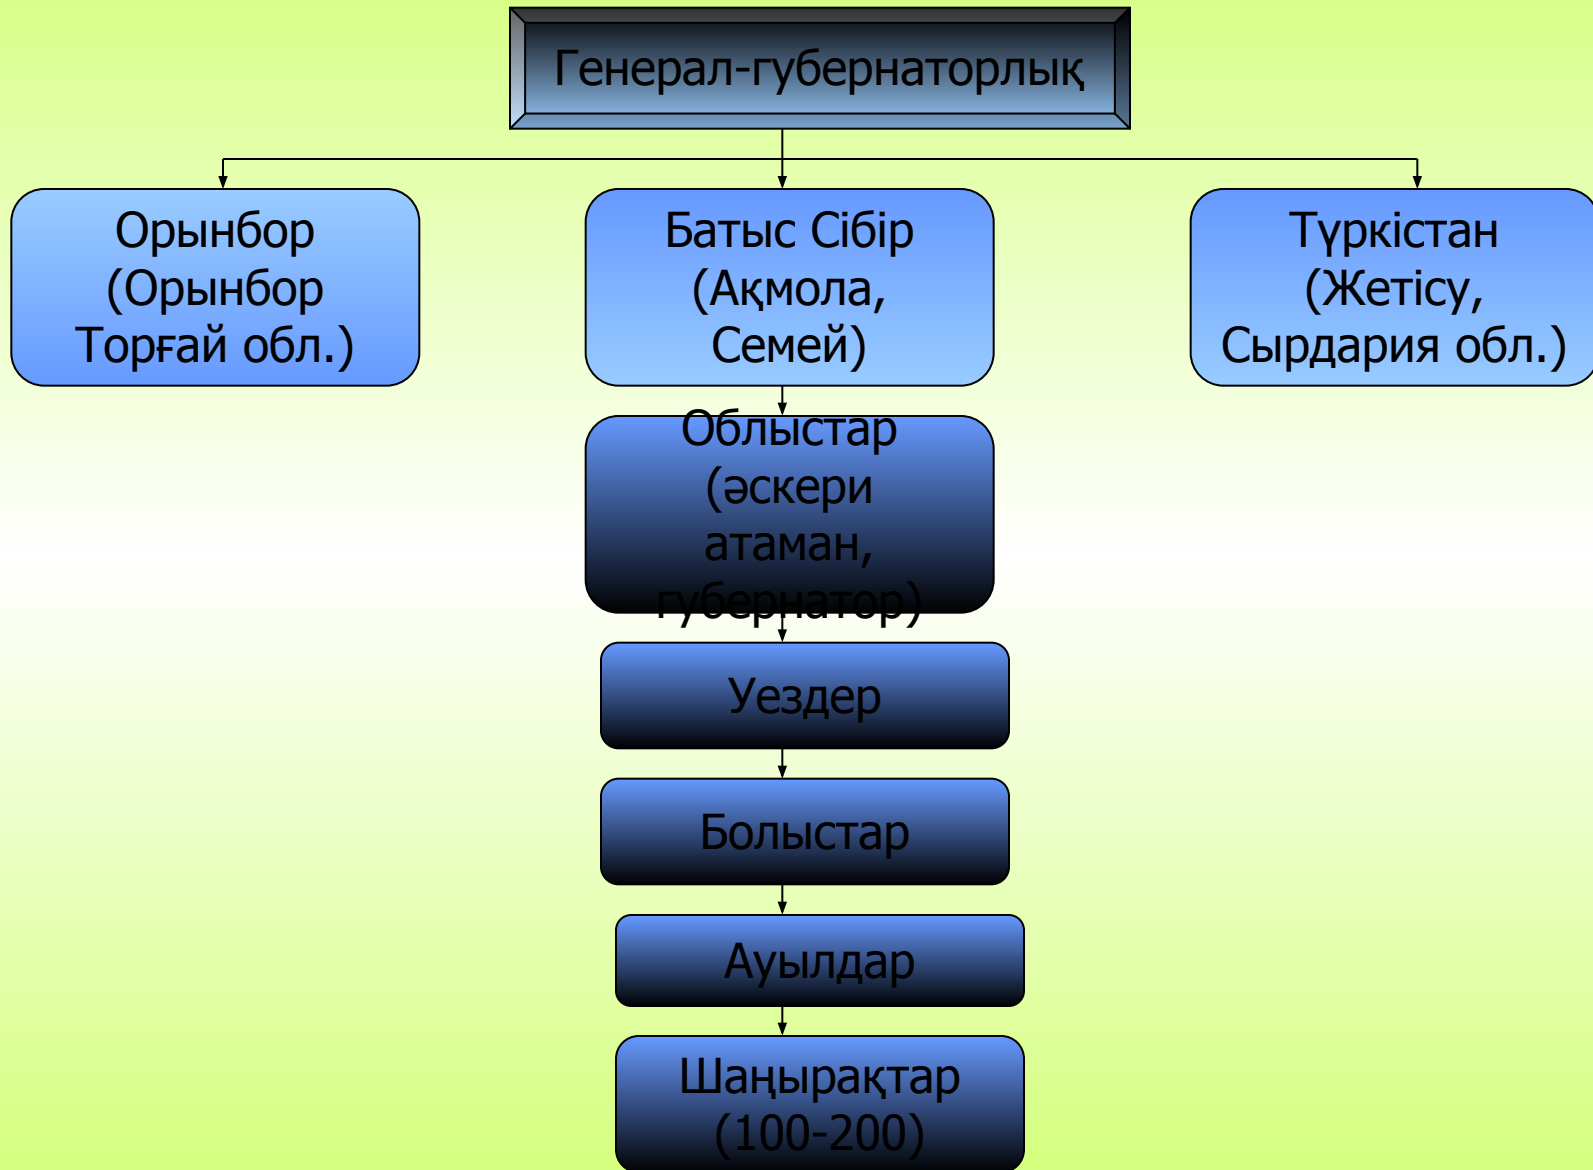 Генерал-губернаторлық
Орынбор
(Орынбор
Торғай обл.)
Батыс Сібір
(Ақмола,
Семей)
Түркістан
(Жетісу,
Сырдария обл.)
Облыстар
(әскери
атаман,
губернатор)
Уездер
Болыстар
Ауылдар
Шаңырақтар
(100-200)